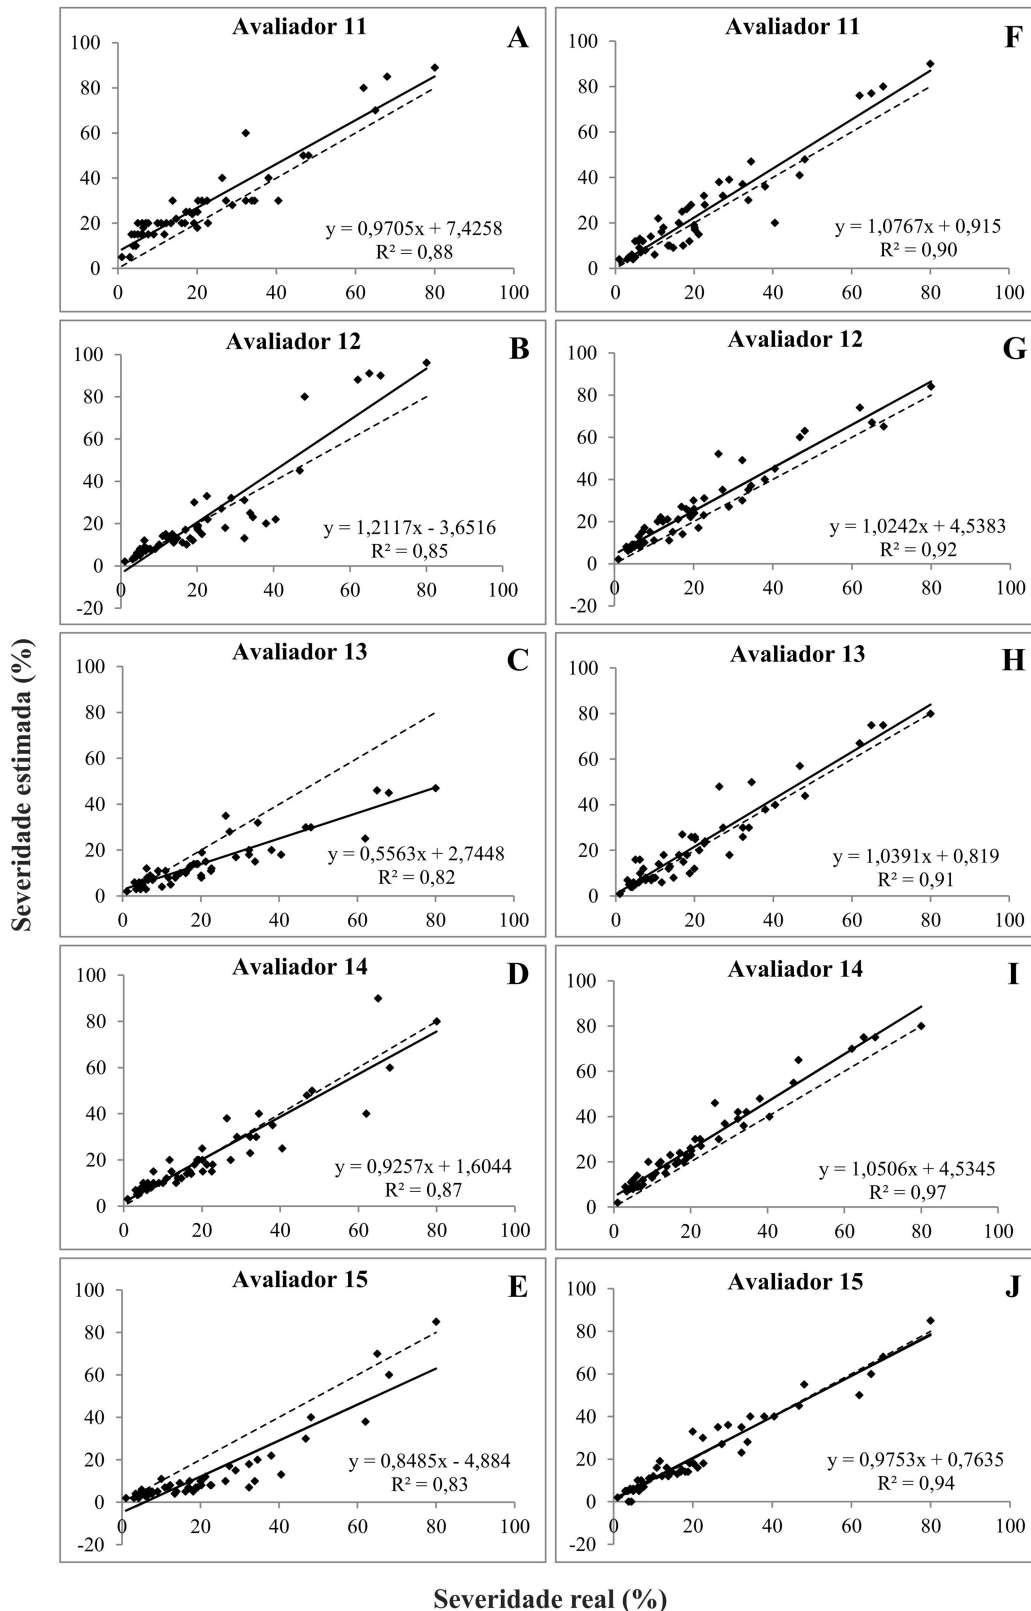 Avaliador 11
A
100
80
60
40
20
0
y = 0,9705x + 7,4258
R² = 0,88
0 20 40 60 80 100
Avaliador 11
F
100
80
60
40
20
0
y = 1,0767x + 0,915
R² = 0,90
0 20 40 60 80 100
Avaliador 12
B
100
80
60
40
20
0
-20
y = 1,2117x - 3,6516
R² = 0,85
0 20 40 60 80 100
Avaliador 12
G
100
80
60
40
20
0
-20
y = 1,0242x + 4,5383
R² = 0,92
0 20 40 60 80 100
Avaliador 13
C
100
80
60
40
20
0
y = 0,5563x + 2,7448
R² = 0,82
0 20 40 60 80 100
Avaliador 13
H
100
80
60
40
20
0
y = 1,0391x + 0,819
R² = 0,91
0 20 40 60 80 100
Avaliador 14
D
100
80
60
40
20
0
y = 0,9257x + 1,6044
R² = 0,87
0 20 40 60 80 100
Avaliador 14
I
100
80
60
40
20
0
y = 1,0506x + 4,5345
R² = 0,97
0 20 40 60 80 100
Avaliador 15
E
100
80
60
40
20
0
-20
y = 0,8485x - 4,884
R² = 0,83
0 20 40 60 80 100
Avaliador 15
J
100
80
60
40
20
0
-20
y = 0,9753x + 0,7635
R² = 0,94
0 20 40 60 80 100
Severidade estimada (%)
Severidade real (%)